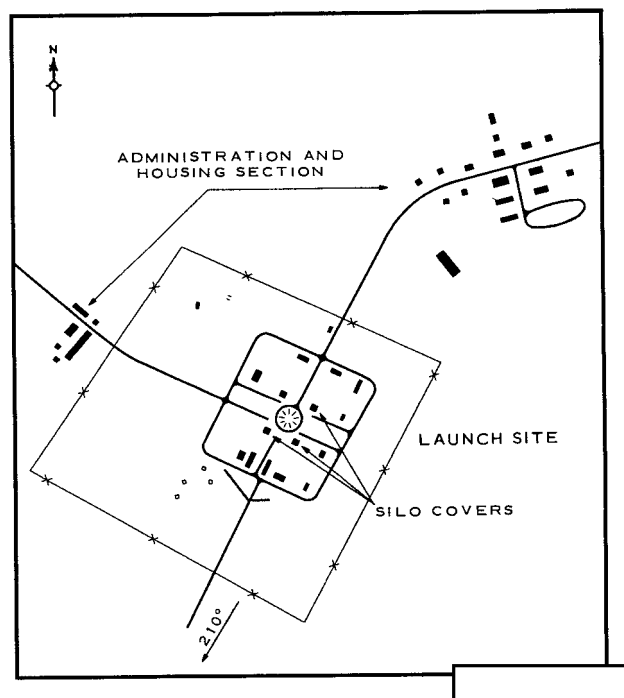 N
ADMINISTRATION AND
HOUSING SECTION
LAUNCH SITE
SILO COVERS
210°